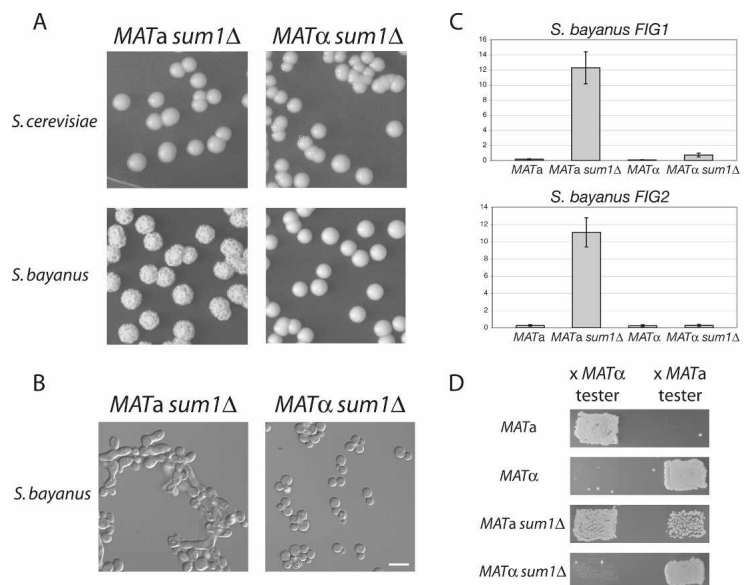 A
MATa sum1Δ
MATα sum1Δ
S. cerevisiae
S. bayanus
B
MATa sum1Δ
MATα sum1Δ
S. bayanus
C
S. bayanus FIG1
16
14
12
10
8
6
4
2
0
MATa
MATa sum1Δ
MATα
MATα sum1Δ
S. bayanus FIG2
14
12
10
8
6
4
2
0
MATa
MATa sum1Δ
MATα
MATα sum1Δ
D
x MATα
tester
x MATa
tester
MATa
MATα
MATa sum1Δ
MATα sum1Δ